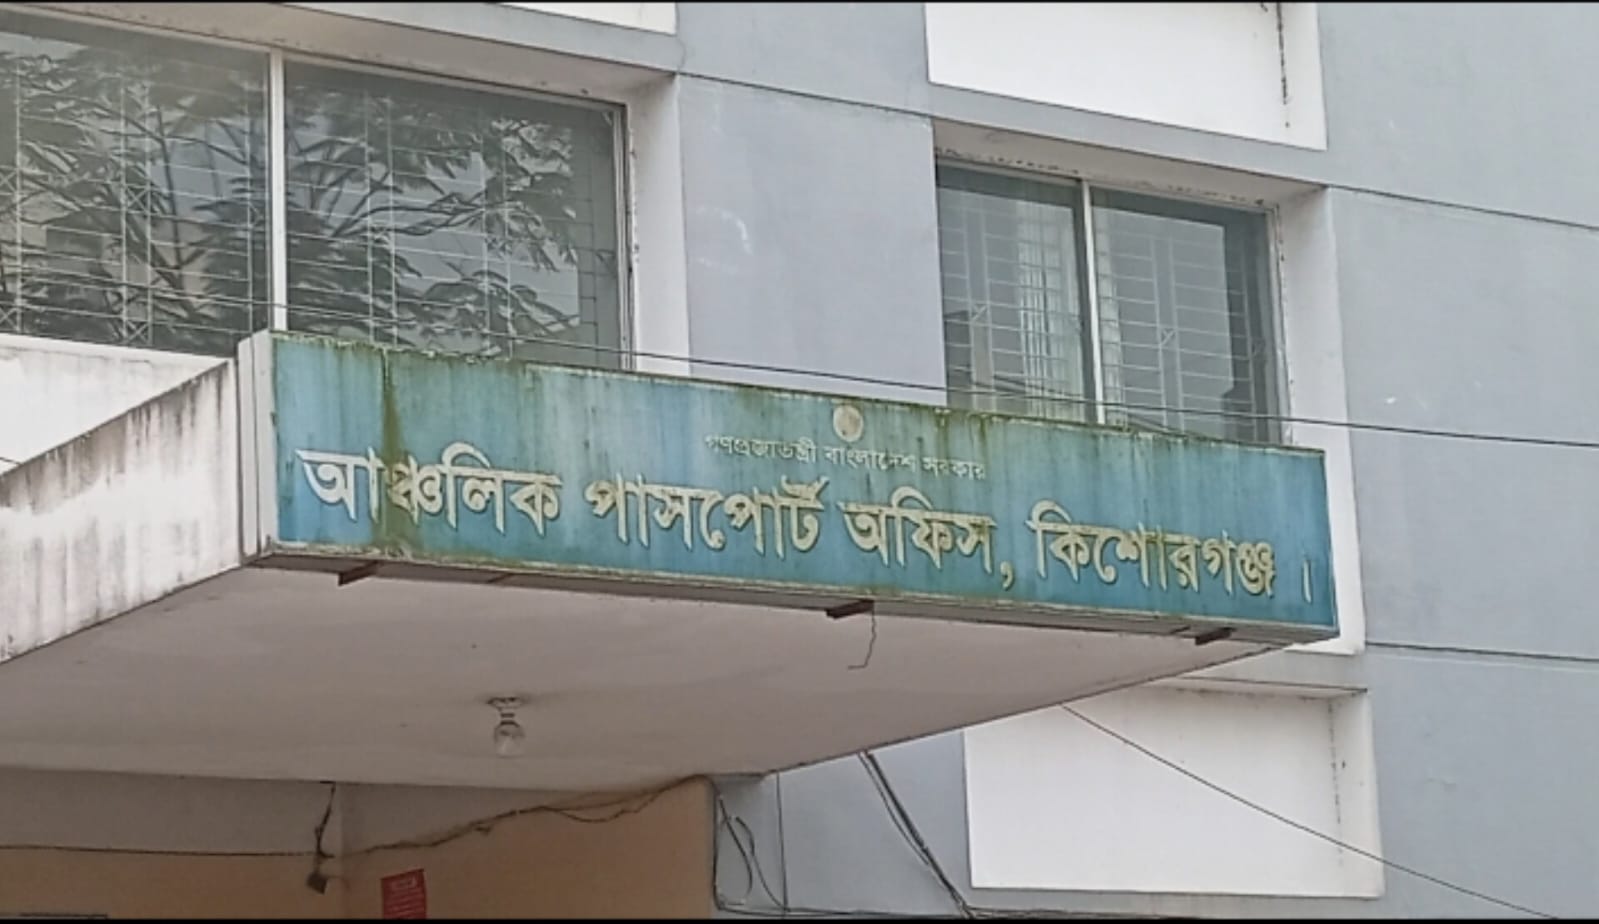 গণপ্রজাতন্ত্রী বাংলাদেশ সরকার
আঞ্চলিক পাসপোর্ট অফিস, কিশোরগঞ্জ ।